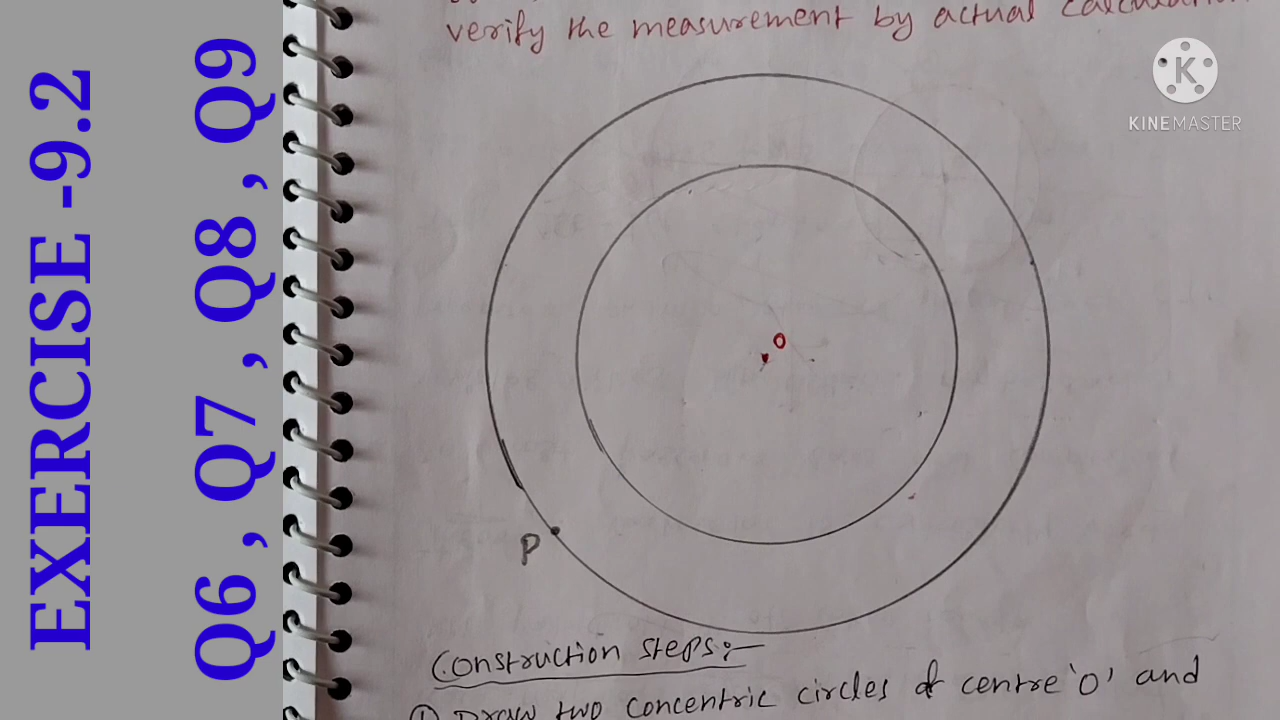 EXERCISE -9.2
Q6 , Q7 , Q8 , Q9
verify the measurement by actual
K
KINEMASTER
O
P
Construction steps:-
① Draw two concentric circles of centre 'O' and